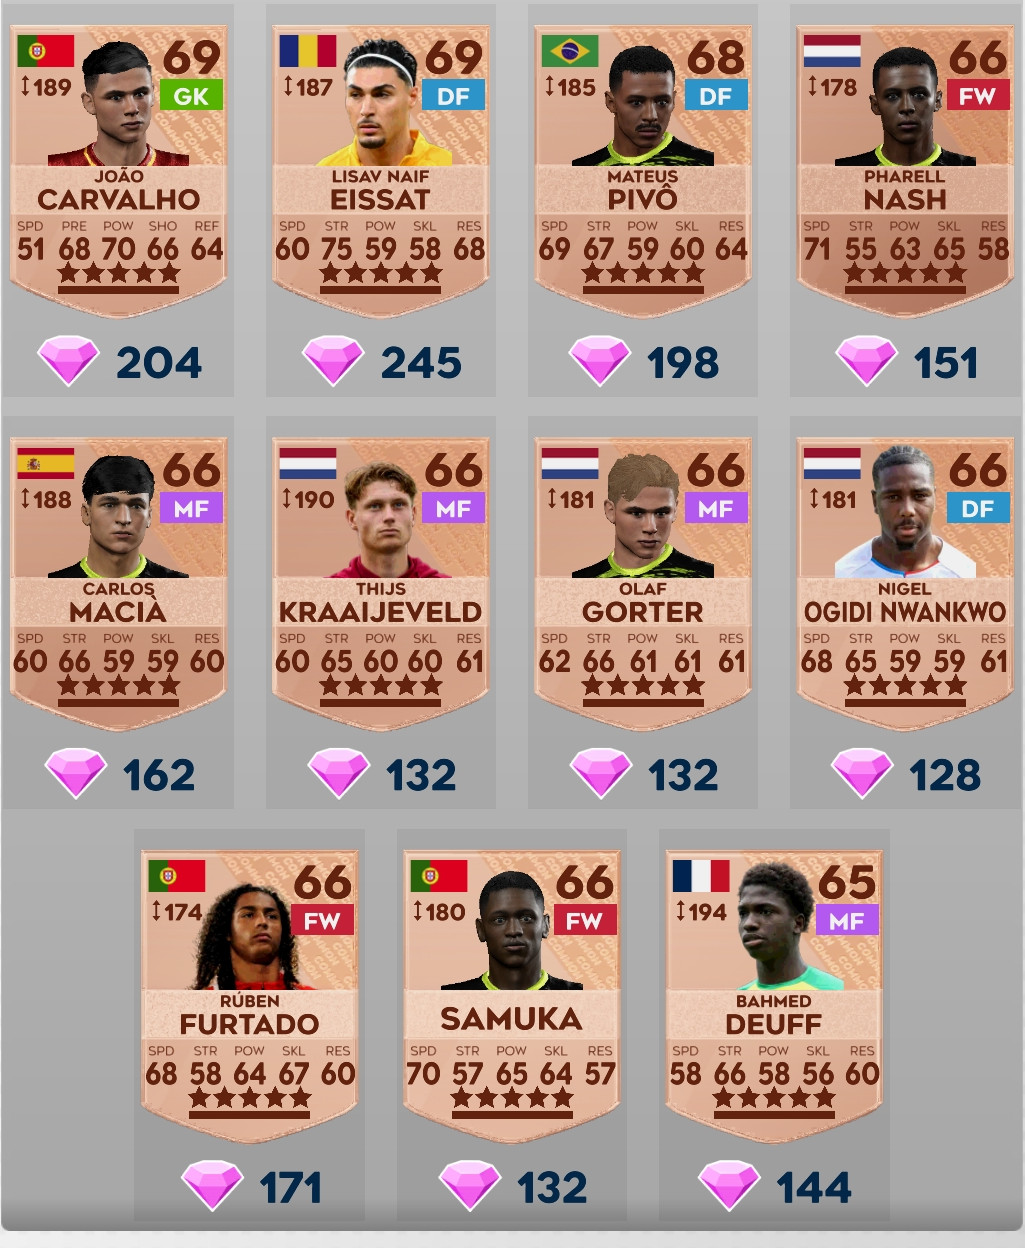 69
189
GK
JOÃO
CARVALHO
SPD PRE POW SHO REF
51 68 70 66 64
204
69
187
DF
LISAV NAIF
EISSAT
SPD STR POW SKL RES
60 75 59 58 68
245
68
185
DF
MATEUS
PIVÔ
SPD STR POW SKL RES
69 67 59 60 64
198
66
178
FW
PHARELL
NASH
SPD STR POW SKL RES
71 55 63 65 58
151
66
188
MF
CARLOS
MACIÀ
SPD STR POW SKL RES
60 66 59 59 60
162
66
190
MF
THIJS
KRAAIJEVELD
SPD STR POW SKL RES
60 65 60 60 61
132
66
181
MF
OLAF
GORTER
SPD STR POW SKL RES
62 66 61 61 61
132
66
181
DF
NIGEL
OGIDI NWANKWO
SPD STR POW SKL RES
68 65 59 59 61
128
66
174
FW
RÚBEN
FURTADO
SPD STR POW SKL RES
68 58 64 67 60
171
66
180
FW
SAMUKA
SPD STR POW SKL RES
70 57 65 64 57
132
65
194
MF
BAHMED
DEUFF
SPD STR POW SKL RES
58 66 58 56 60
144